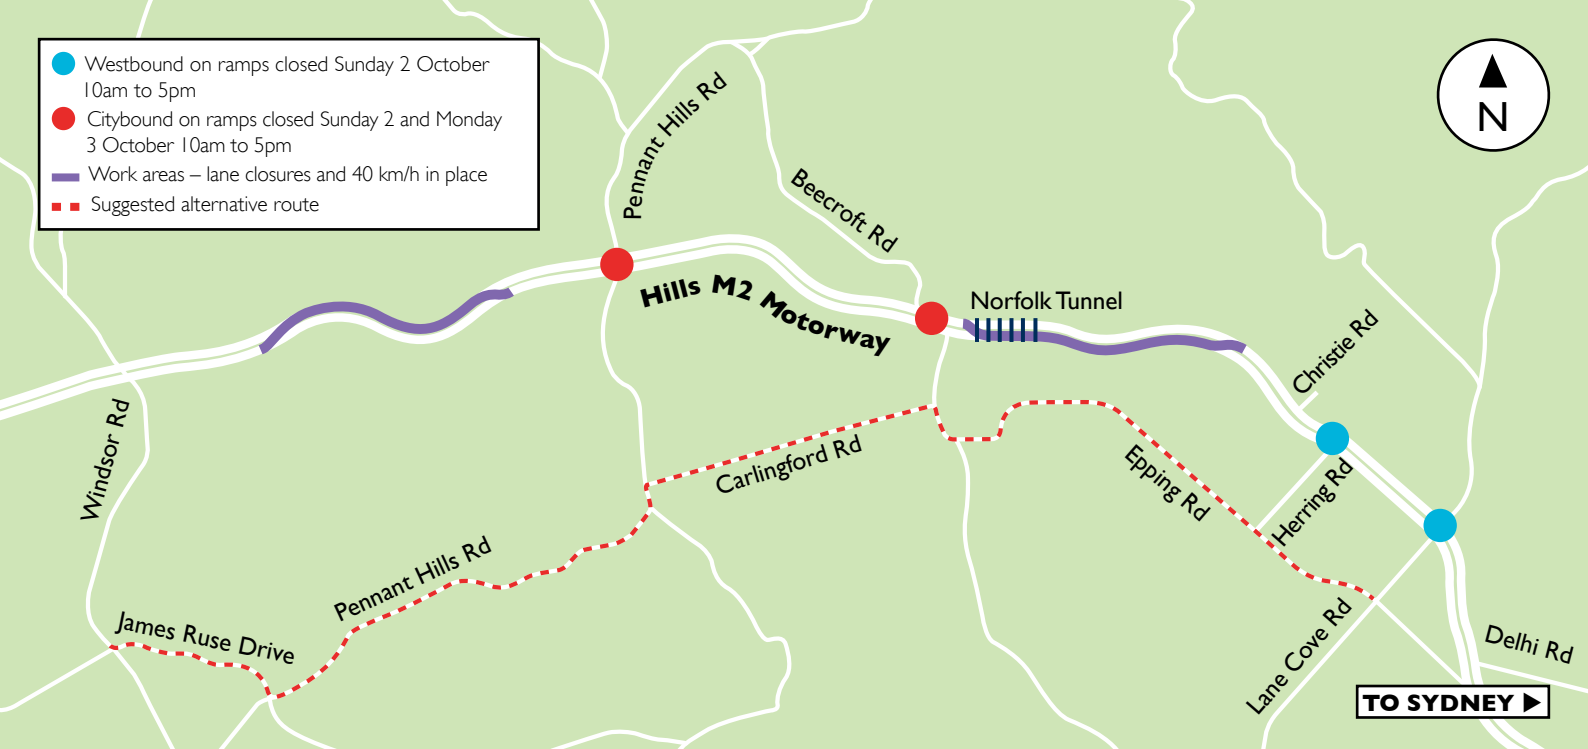 Westbound on ramps closed Sunday 2 October
10am to 5pm
Citybound on ramps closed Sunday 2 and Monday
3 October 10am to 5pm
Work areas – lane closures and 40 km/h in place
Suggested alternative route
N
Pennant Hills Rd
Beecroft Rd
Hills M2 Motorway
Norfolk Tunnel
Christie Rd
Windsor Rd
Carlingford Rd
Epping Rd
Herring Rd
Pennant Hills Rd
James Ruse Drive
Lane Cove Rd
Delhi Rd
TO SYDNEY